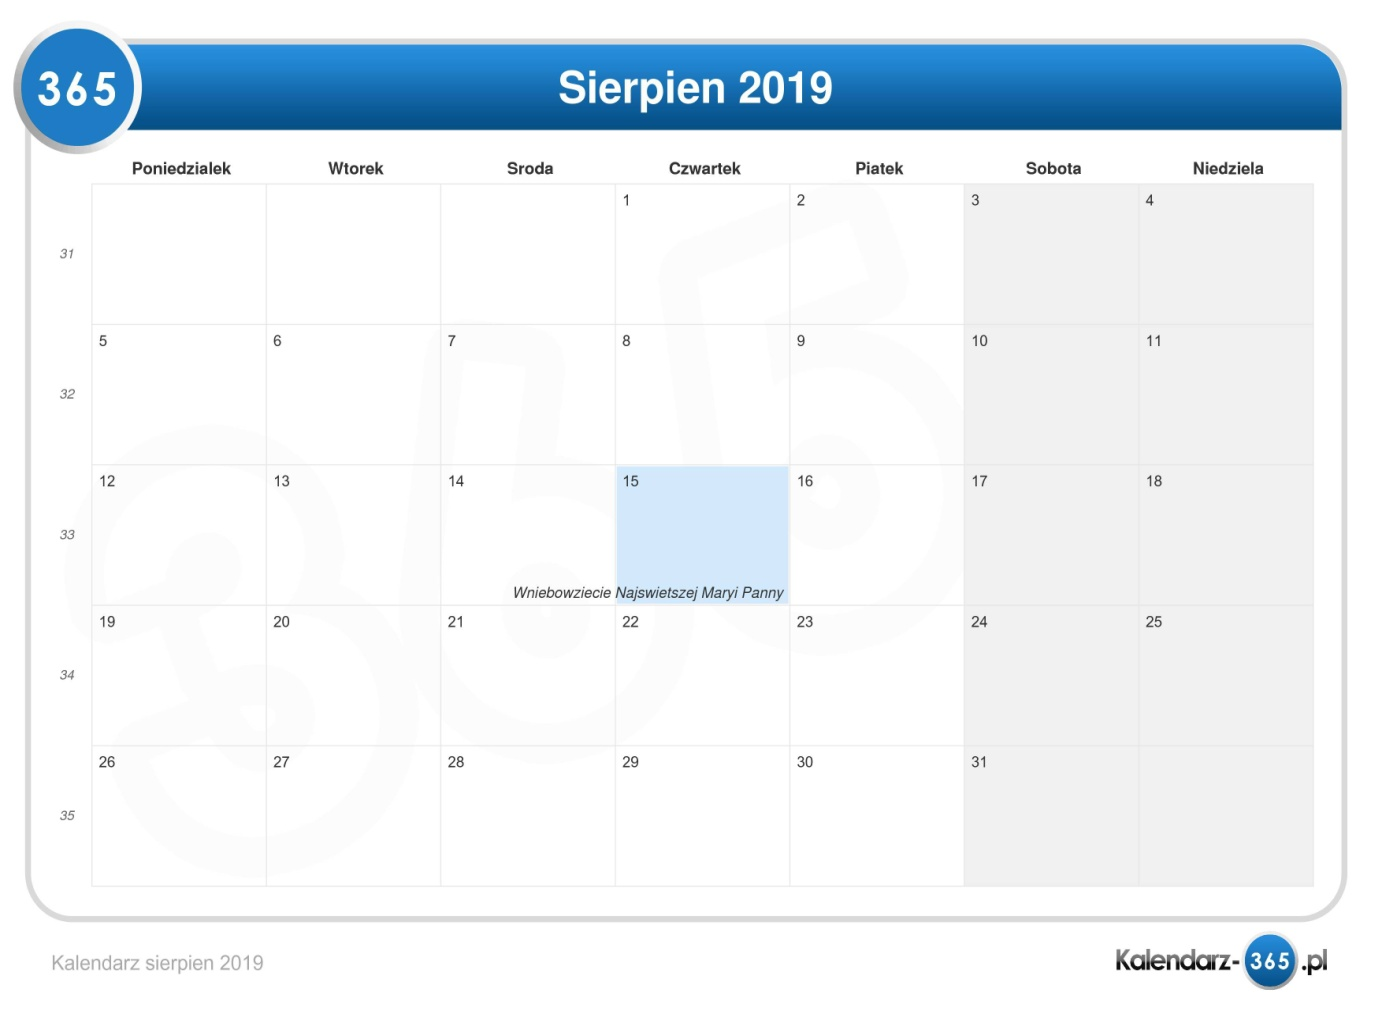 365
Sierpien 2019
Poniedzialek Wtorek Sroda Czwartek Piatek Sobota Niedziela
31 1 2 3 4
32 5 6 7 8 9 10 11
33 12 13 14 15 16 17 18
Wniebowziecie Najswietszej Maryi Panny
34 19 20 21 22 23 24 25
35 26 27 28 29 30 31
Kalendarz sierpien 2019
Kalendarz-365.pl